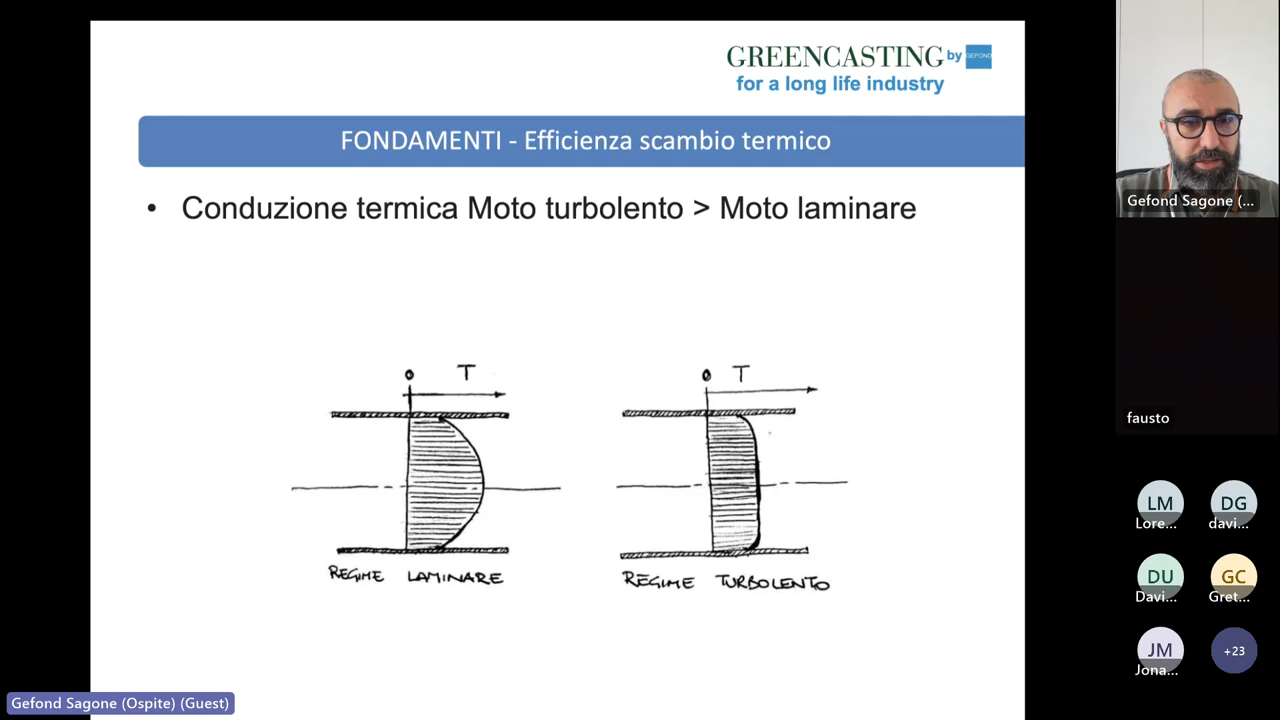 GREENCASTING by GEFOND
for a long life industry
FONDAMENTI - Efficienza scambio termico
• Conduzione termica Moto turbolento > Moto laminare
0 T
0 T
REGIME LAMINARE
REGIME TURBOLENTO
Gefond Sagone (...
fausto
LM
Lore...
DG
davi...
DU
Davi...
GC
Gret...
JM
Jona...
+23
Gefond Sagone (Ospite) (Guest)